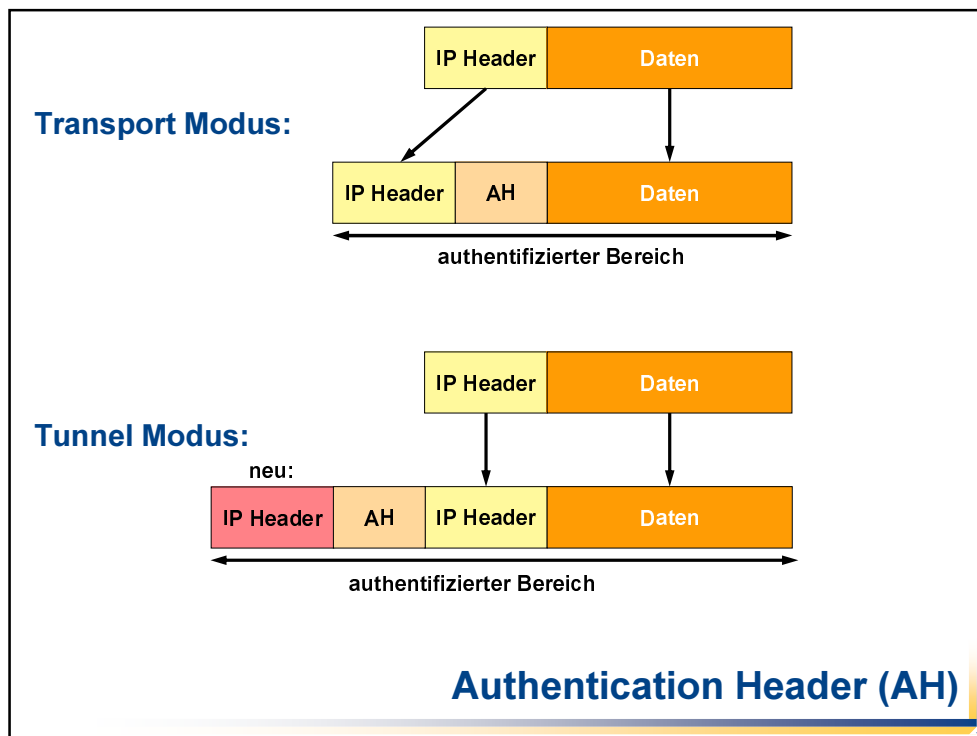 IP Header Daten
Transport Modus:
IP Header AH Daten
authentifizierter Bereich
IP Header Daten
Tunnel Modus:
neu:
IP Header AH IP Header Daten
authentifizierter Bereich
Authentication Header (AH)